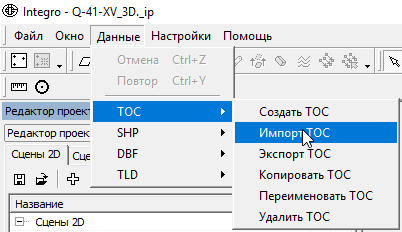 Integro - Q-41-XV_3D._ip
Файл Окно Данные Настройки Помощь
Отмена Ctrl+Z
Повтор Ctrl+Y
Редактор проек
TOC Создать TOC
Редактор проект
SHP Импорт TOC
DBF Экспорт TOC
Сцены 2D Сце
TLD Копировать TOC
Переименовать TOC
Название Удалить TOC
Сцены 2D